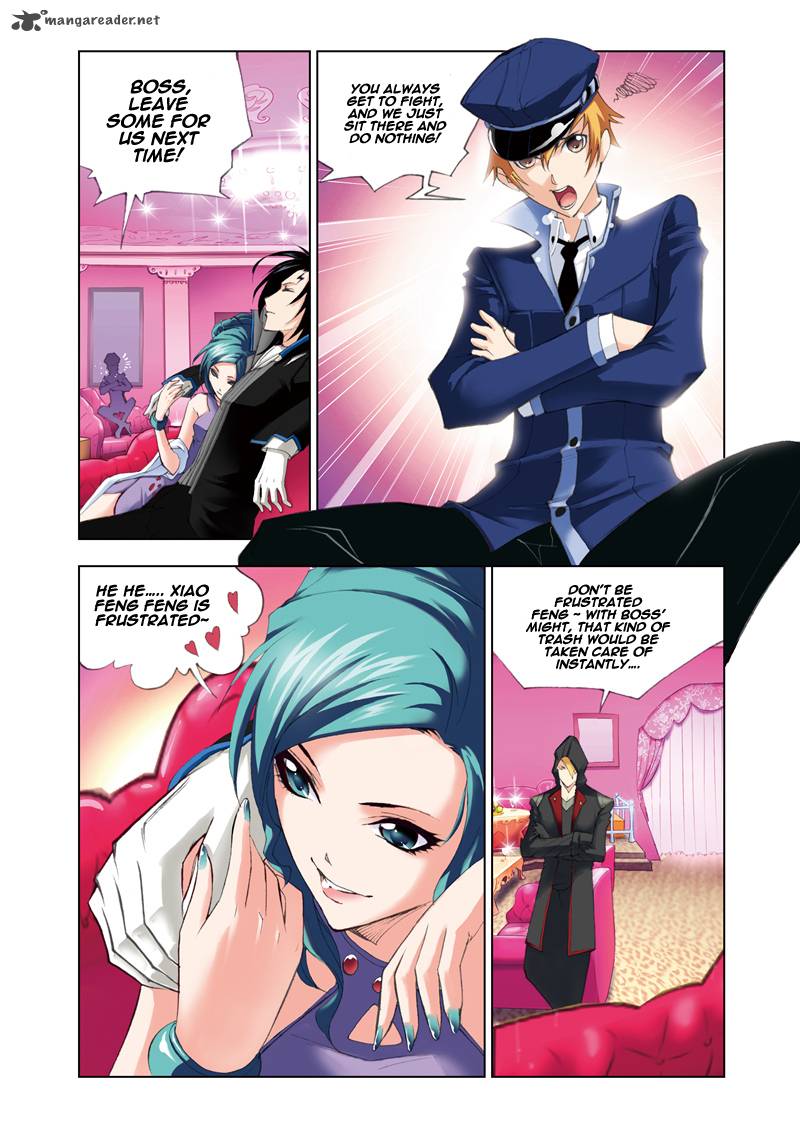 mangareader.net
BOSS,
LEAVE
SOME FOR
US NEXT
TIME!
YOU ALWAYS
GET TO FIGHT,
AND WE JUST
SIT THERE AND
DO NOTHING!
HE HE..... XIAO
FENG FENG IS
FRUSTRATED~
DON'T BE
FRUSTRATED
FENG ~ WITH BOSS'
MIGHT, THAT KIND OF
TRASH WOULD BE
TAKEN CARE OF
INSTANTLY....